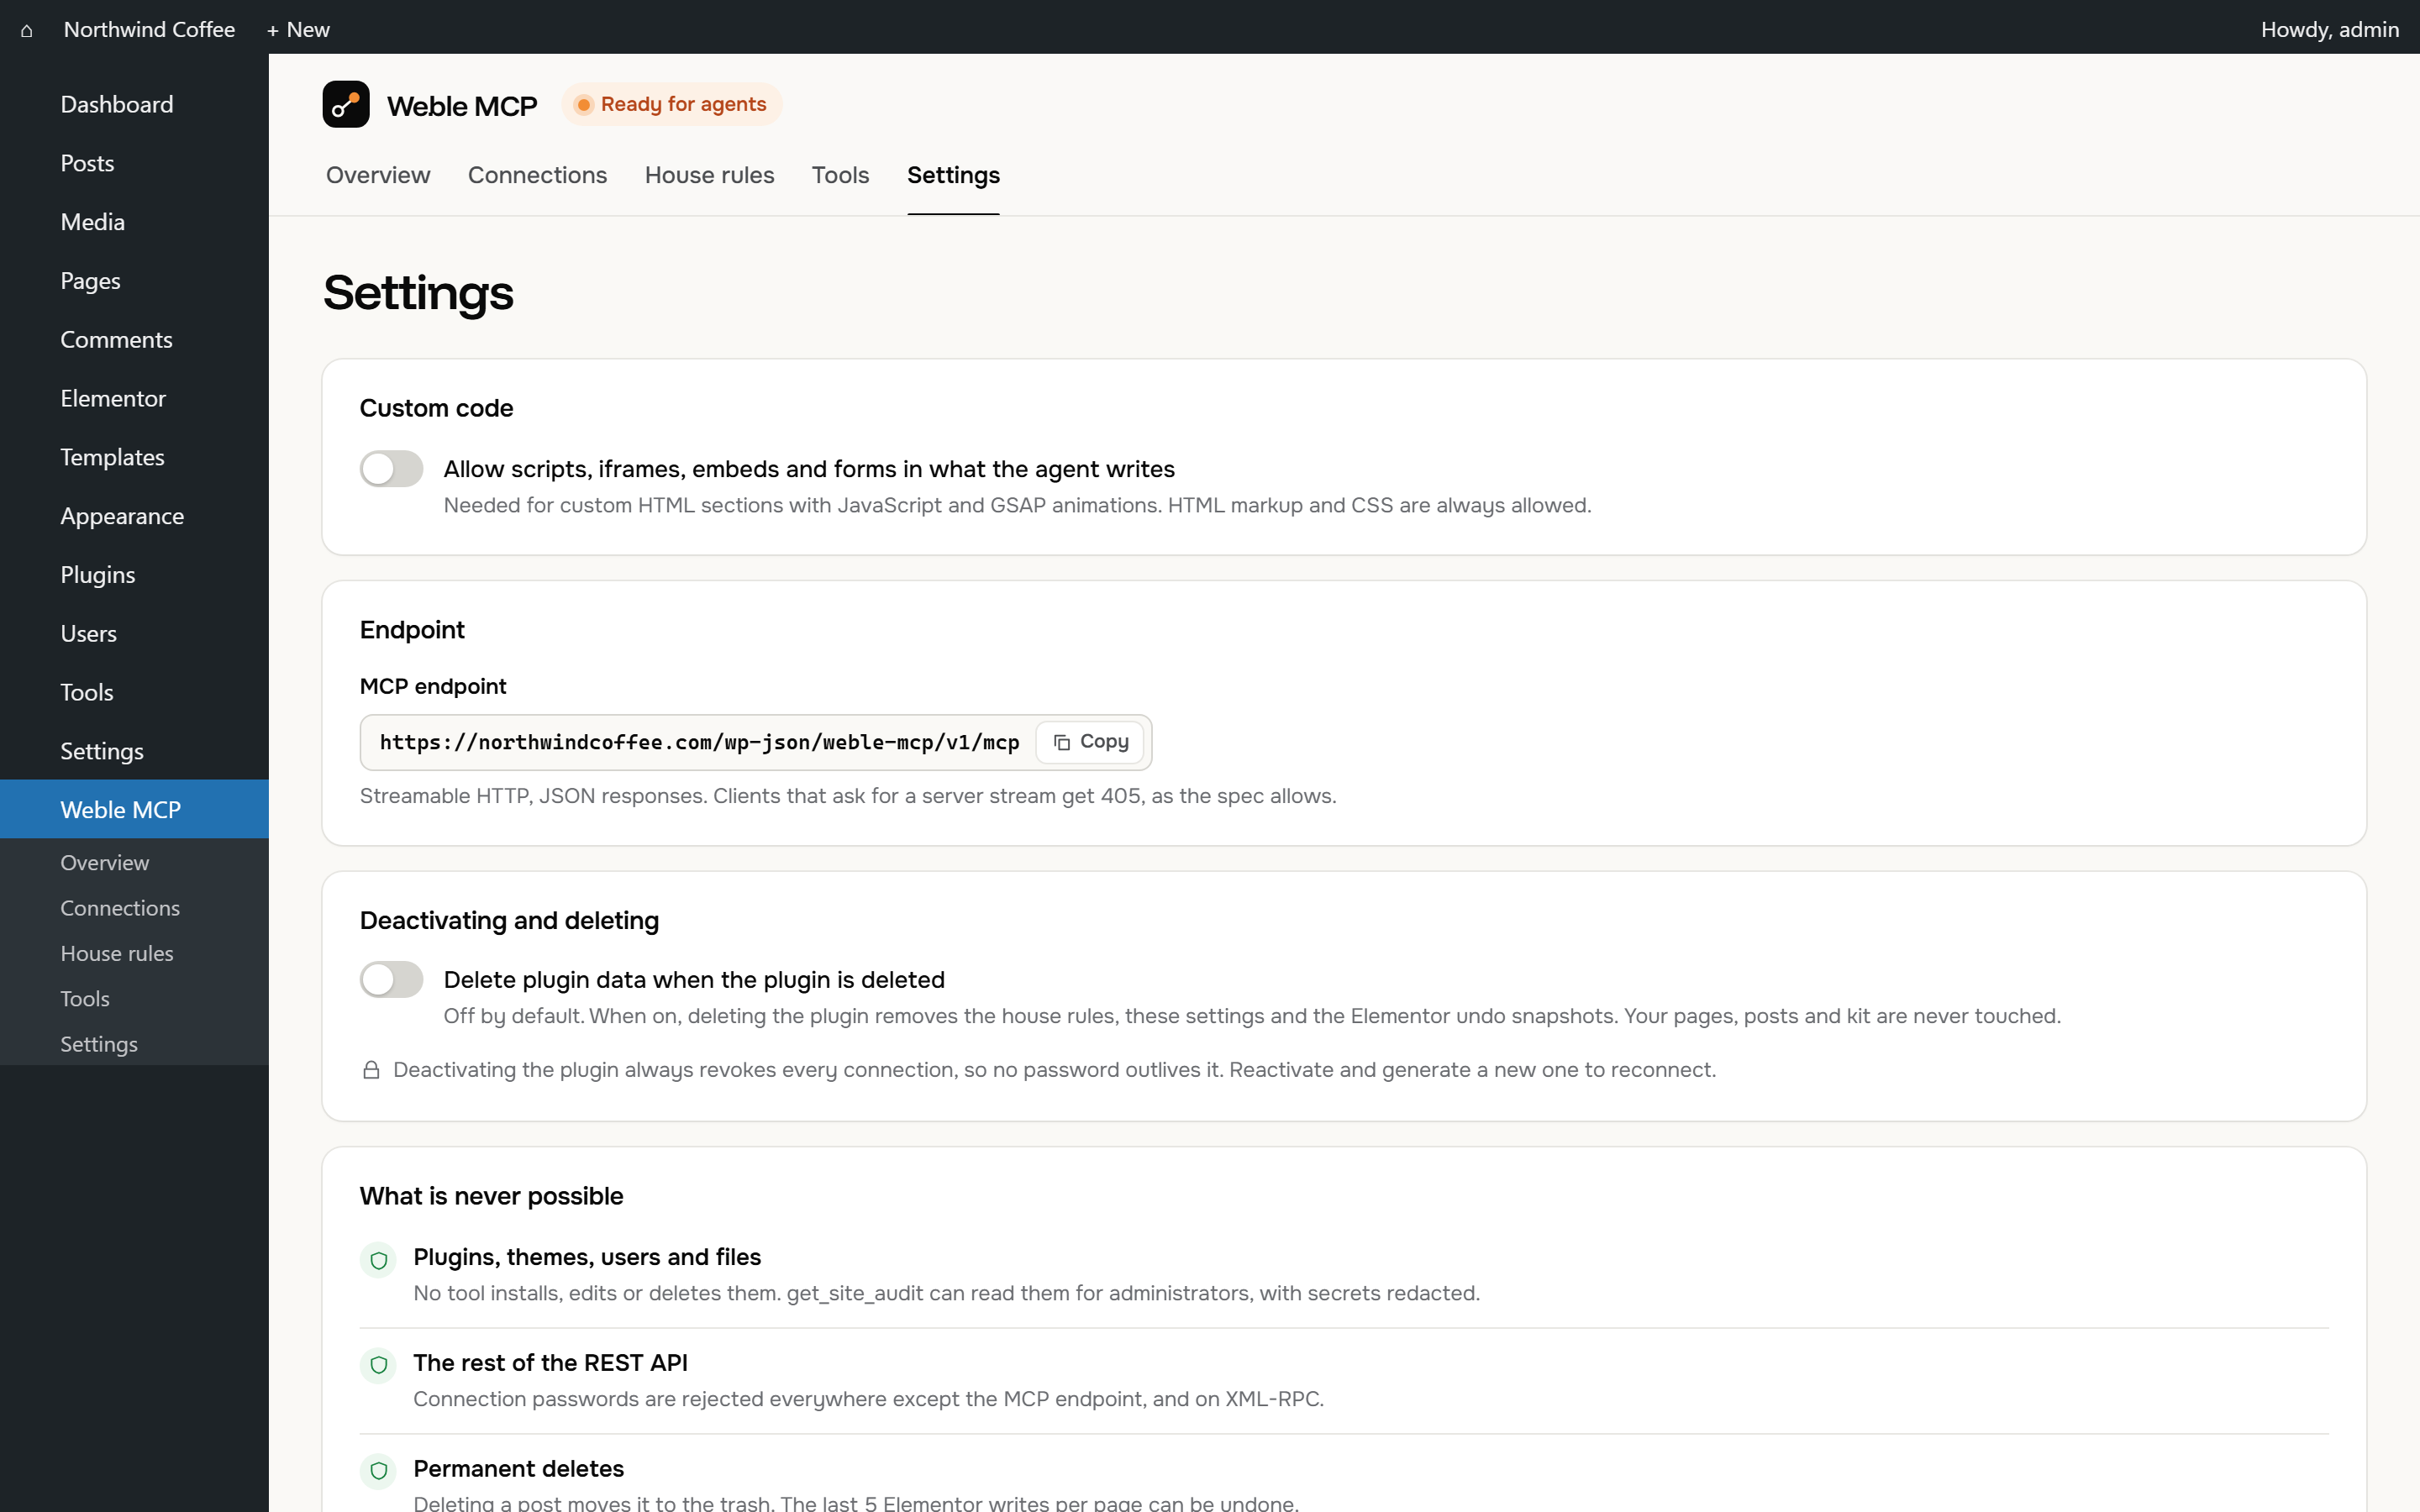 Northwind Coffee
+ New
Howdy, admin
Dashboard
Posts
Media
Pages
Comments
Elementor
Templates
Appearance
Plugins
Users
Tools
Settings
Weble MCP
Overview
Connections
House rules
Tools
Settings
Weble MCP
Ready for agents
Overview
Connections
House rules
Tools
Settings
Settings
Custom code
Allow scripts, iframes, embeds and forms in what the agent writes
Needed for custom HTML sections with JavaScript and GSAP animations. HTML markup and CSS are always allowed.
Endpoint
MCP endpoint
https://northwindcoffee.com/wp-json/weble-mcp/v1/mcp
Copy
Streamable HTTP, JSON responses. Clients that ask for a server stream get 405, as the spec allows.
Deactivating and deleting
Delete plugin data when the plugin is deleted
Off by default. When on, deleting the plugin removes the house rules, these settings and the Elementor undo snapshots. Your pages, posts and kit are never touched.
Deactivating the plugin always revokes every connection, so no password outlives it. Reactivate and generate a new one to reconnect.
What is never possible
Plugins, themes, users and files
No tool installs, edits or deletes them. get_site_audit can read them for administrators, with secrets redacted.
The rest of the REST API
Connection passwords are rejected everywhere except the MCP endpoint, and on XML-RPC.
Permanent deletes
Deleting a post moves it to the trash. The last 5 Elementor writes per page can be undone.